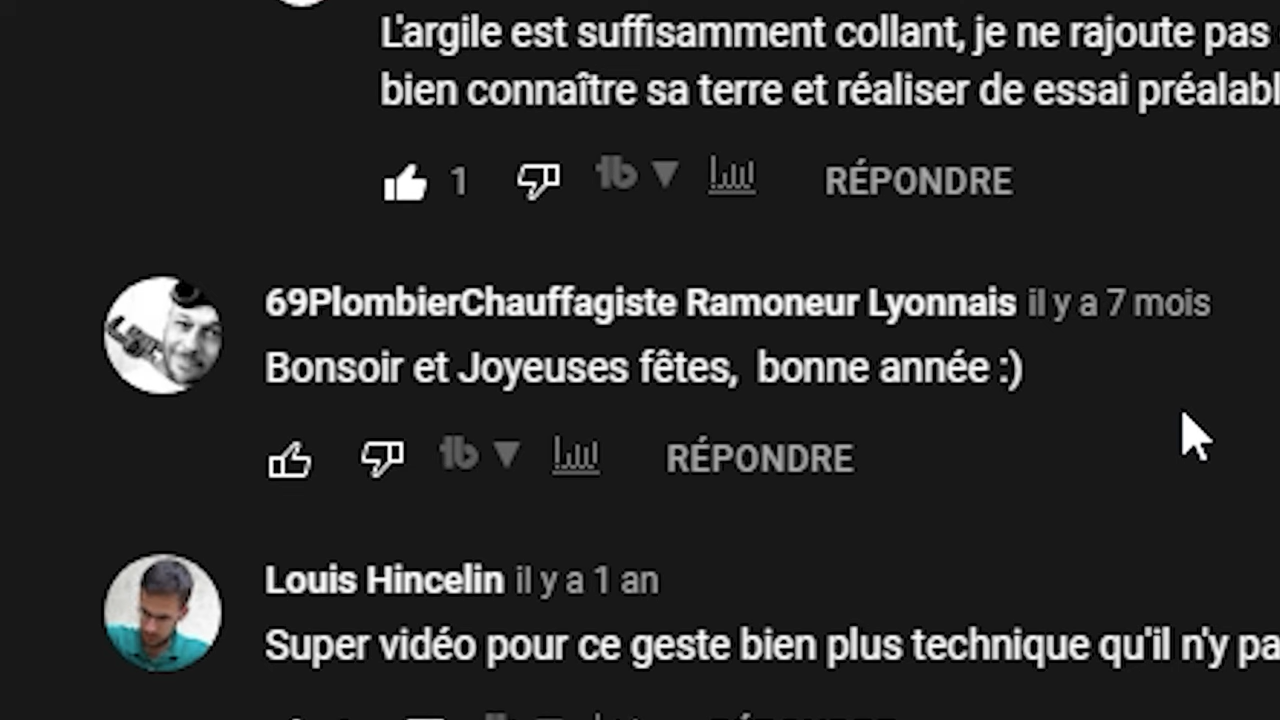 L'argile est suffisamment collant, je ne rajoute pas
bien connaître sa terre et réaliser de essai préalabl
1 RÉPONDRE
69PlombierChauffagiste Ramoneur Lyonnais il y a 7 mois
Bonsoir et Joyeuses fêtes, bonne année :)
RÉPONDRE
Louis Hincelin il y a 1 an
Super vidéo pour ce geste bien plus technique qu'il n'y pa